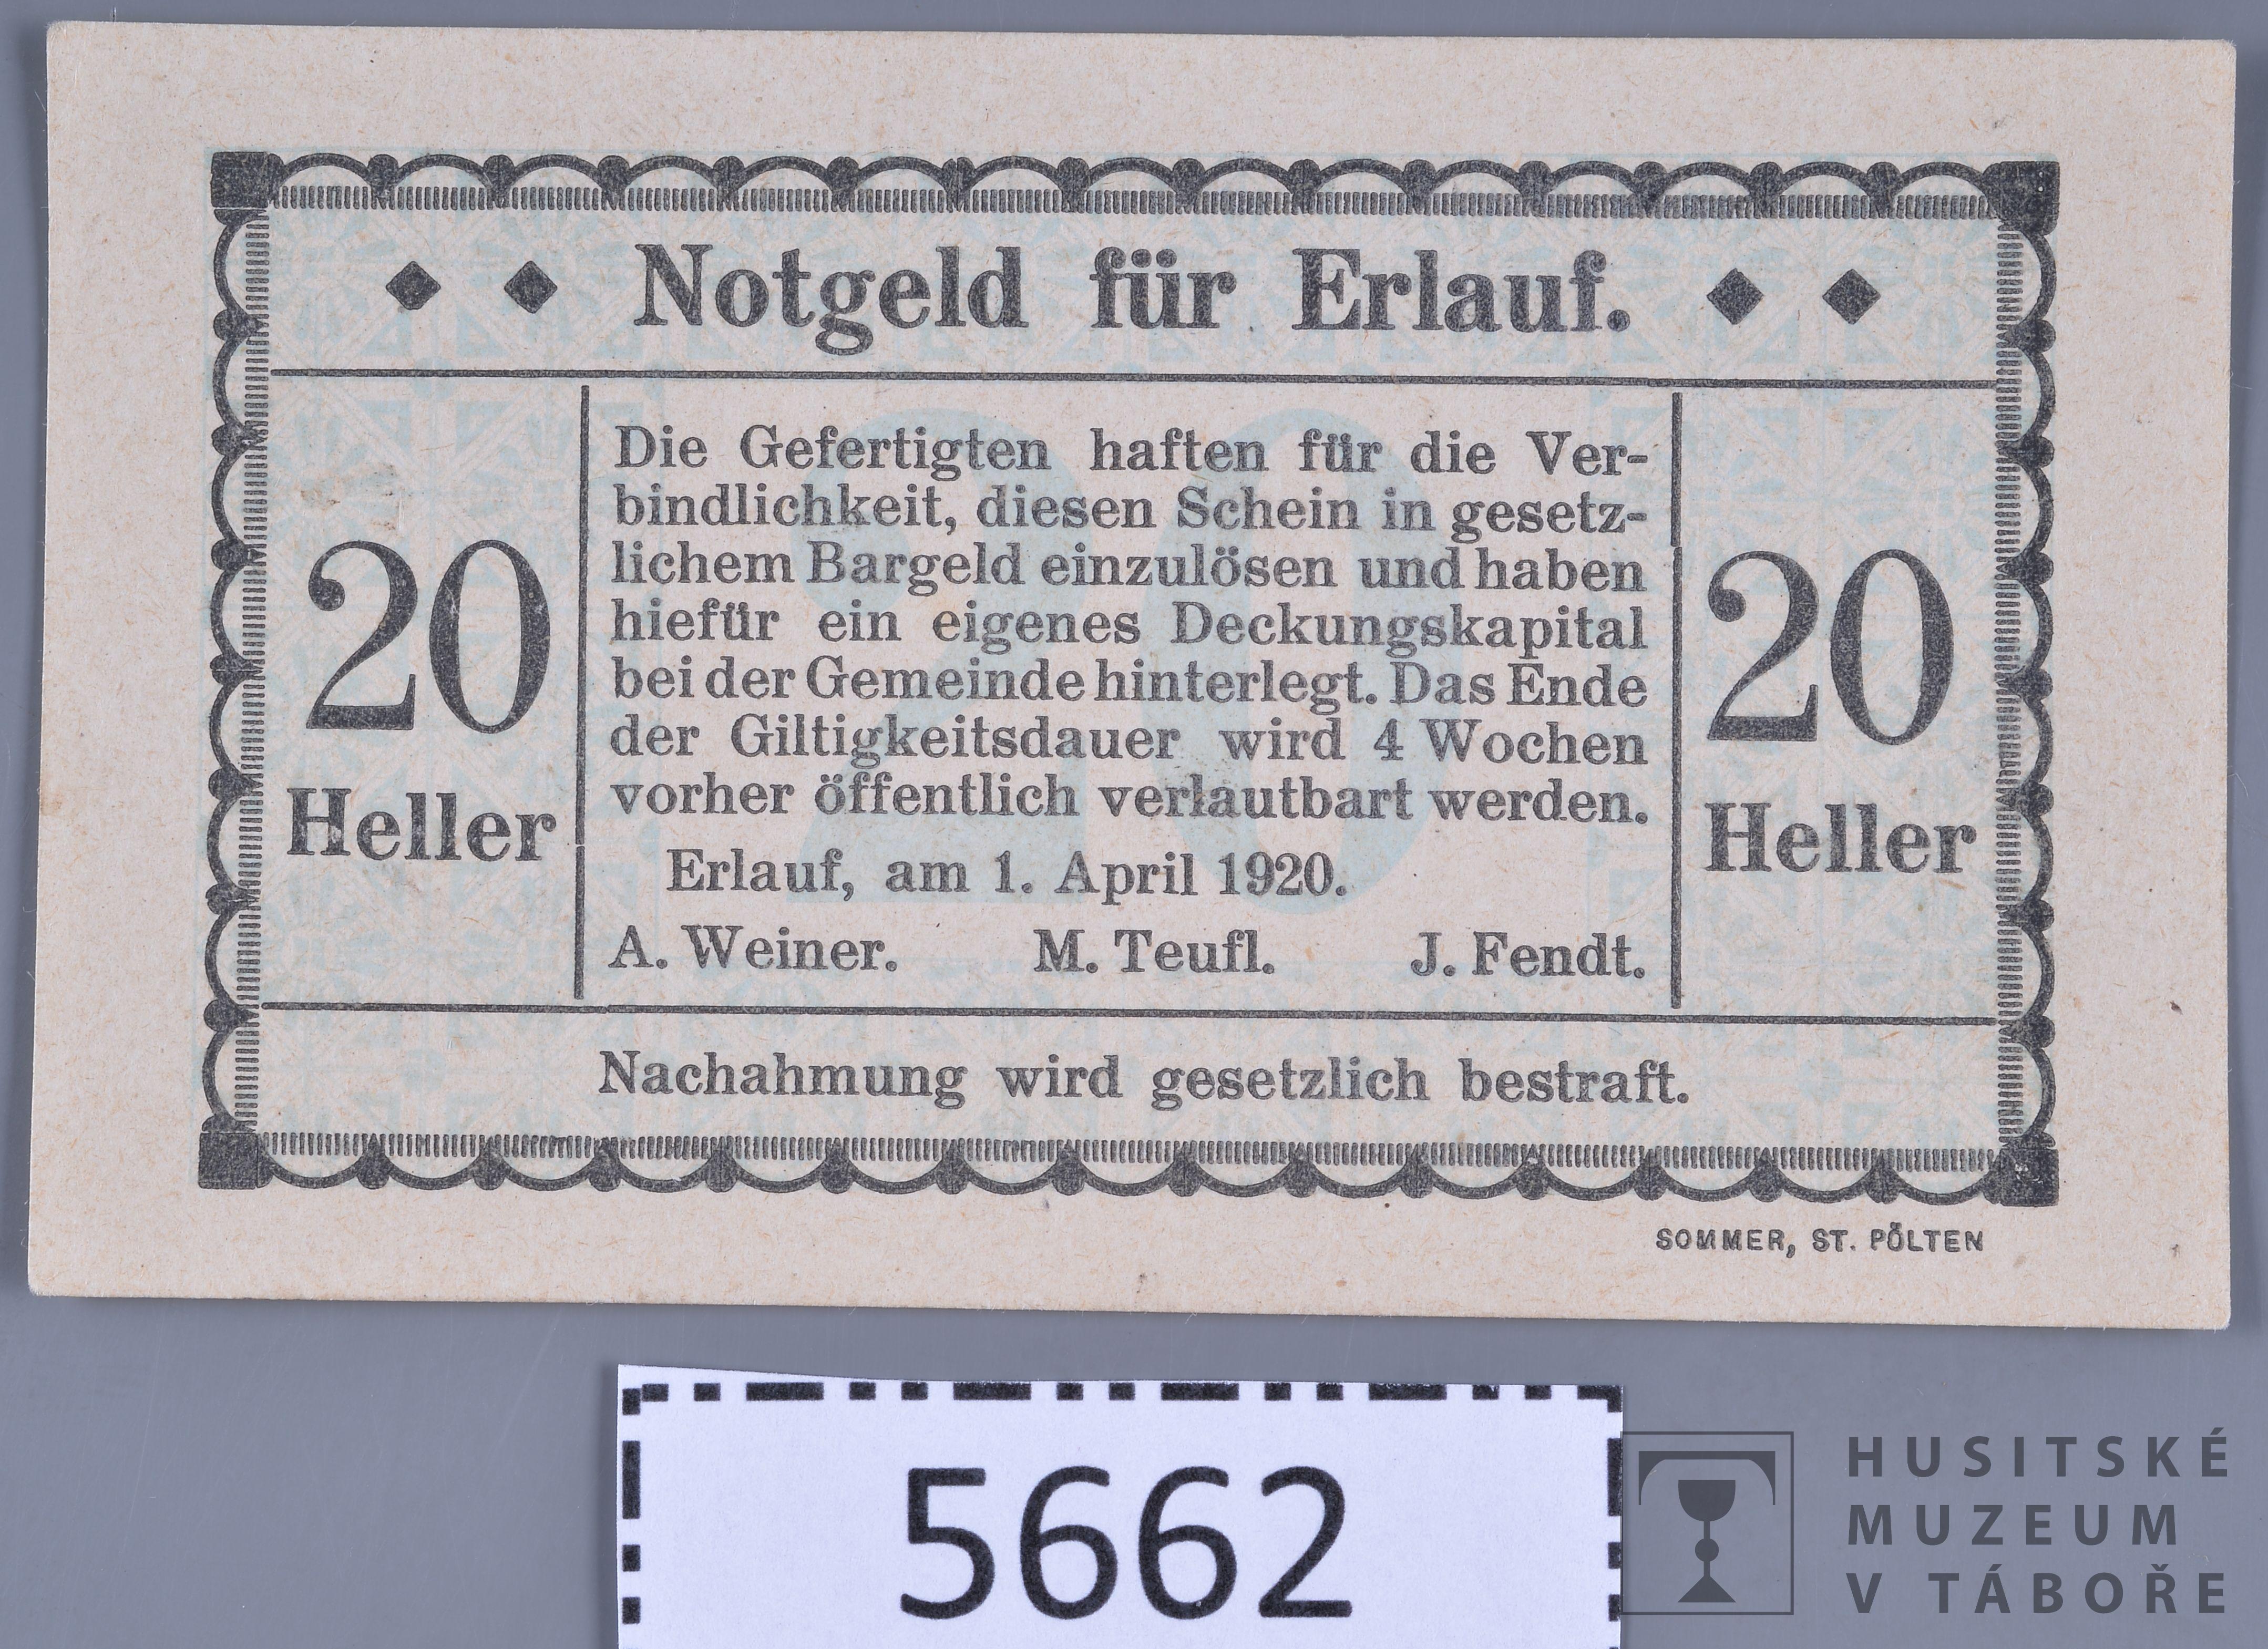 Notgeld für Erlauf.
20
Heller
Die Gefertigten haften für die Ver-
bindlichkeit, diesen Schein in gesetz-
lichem Bargeld einzulösen und haben
hiefür ein eigenes Deckungskapital
bei der Gemeinde hinterlegt. Das Ende
der Giltigkeitsdauer wird 4 Wochen
vorher öffentlich verlautbart werden.
Erlauf, am 1. April 1920.
A. Weiner. M. Teufl. J. Fendt.
20
Heller
Nachahmung wird gesetzlich bestraft.
SOMMER, ST. PÖLTEN
5662
HUSITSKÉ
MUZEUM
V TÁBOŘE